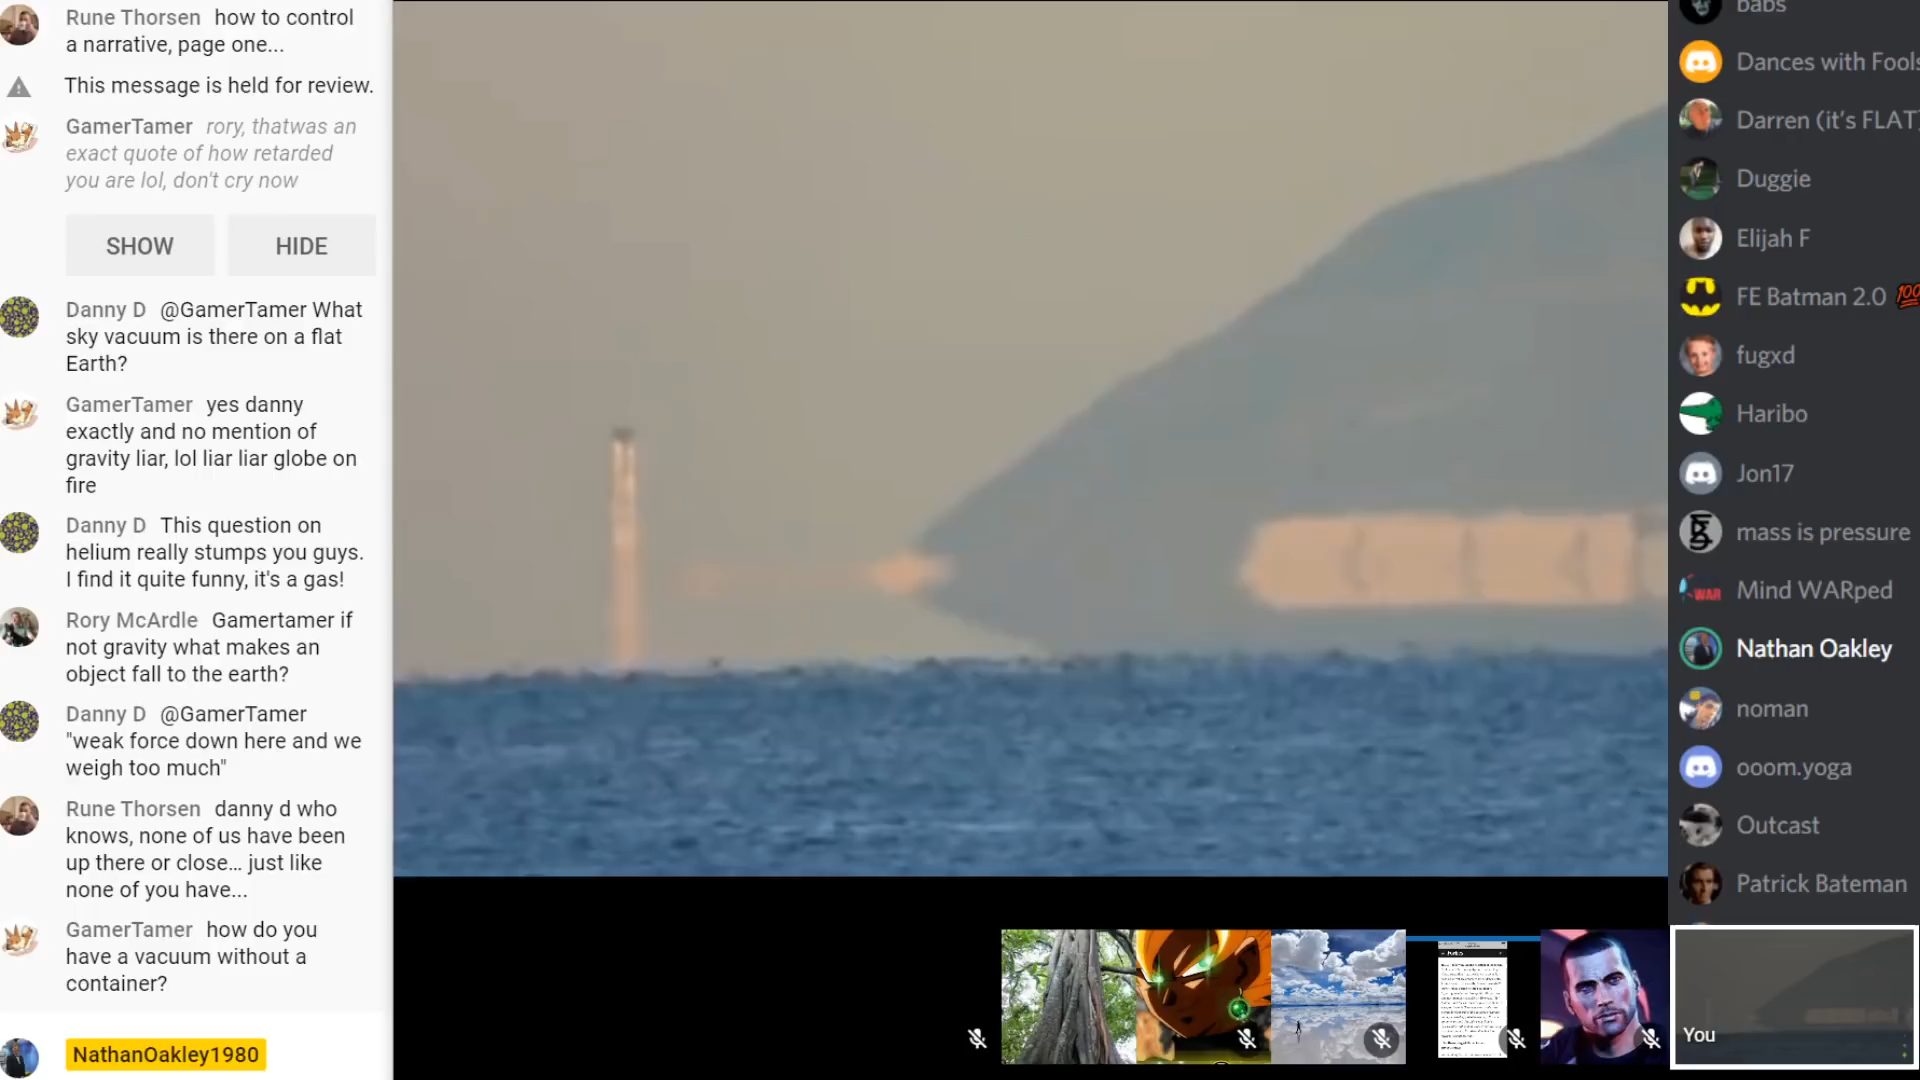 Rune Thorsen how to control
a narrative, page one...
This message is held for review.
GamerTamer rory, thatwas an
exact quote of how retarded
you are lol, don't cry now
SHOW HIDE
Danny D @GamerTamer What
sky vacuum is there on a flat
Earth?
GamerTamer yes danny
exactly and no mention of
gravity liar, lol liar liar globe on
fire
Danny D This question on
helium really stumps you guys.
I find it quite funny, it's a gas!
Rory McArdle Gamertamer if
not gravity what makes an
object fall to the earth?
Danny D @GamerTamer
"weak force down here and we
weigh too much"
Rune Thorsen danny d who
knows, none of us have been
up there or close... just like
none of you have...
GamerTamer how do you
have a vacuum without a
container?
NathanOakley1980
babs
Dances with Fools
Darren (it's FLAT)
Duggie
Elijah F
FE Batman 2.0 100
fugxd
Haribo
Jon17
mass is pressure
WAR
Mind WARped
Nathan Oakley
noman
ooom.yoga
Outcast
Patrick Bateman
Forbes
You